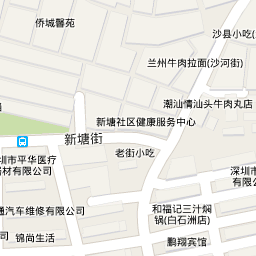 侨城馨苑
沙县小吃(
兰州牛肉拉面(沙河街)
潮汕情汕头牛肉丸店
新塘社区健康服务中心
新塘街
老街小吃
圳市平华医疗
器材有限公司
深圳市
有限公
和福记三汁焖
锅(白石洲店)
通汽车维修有限公司
锦尚生活
鹏翔宾馆